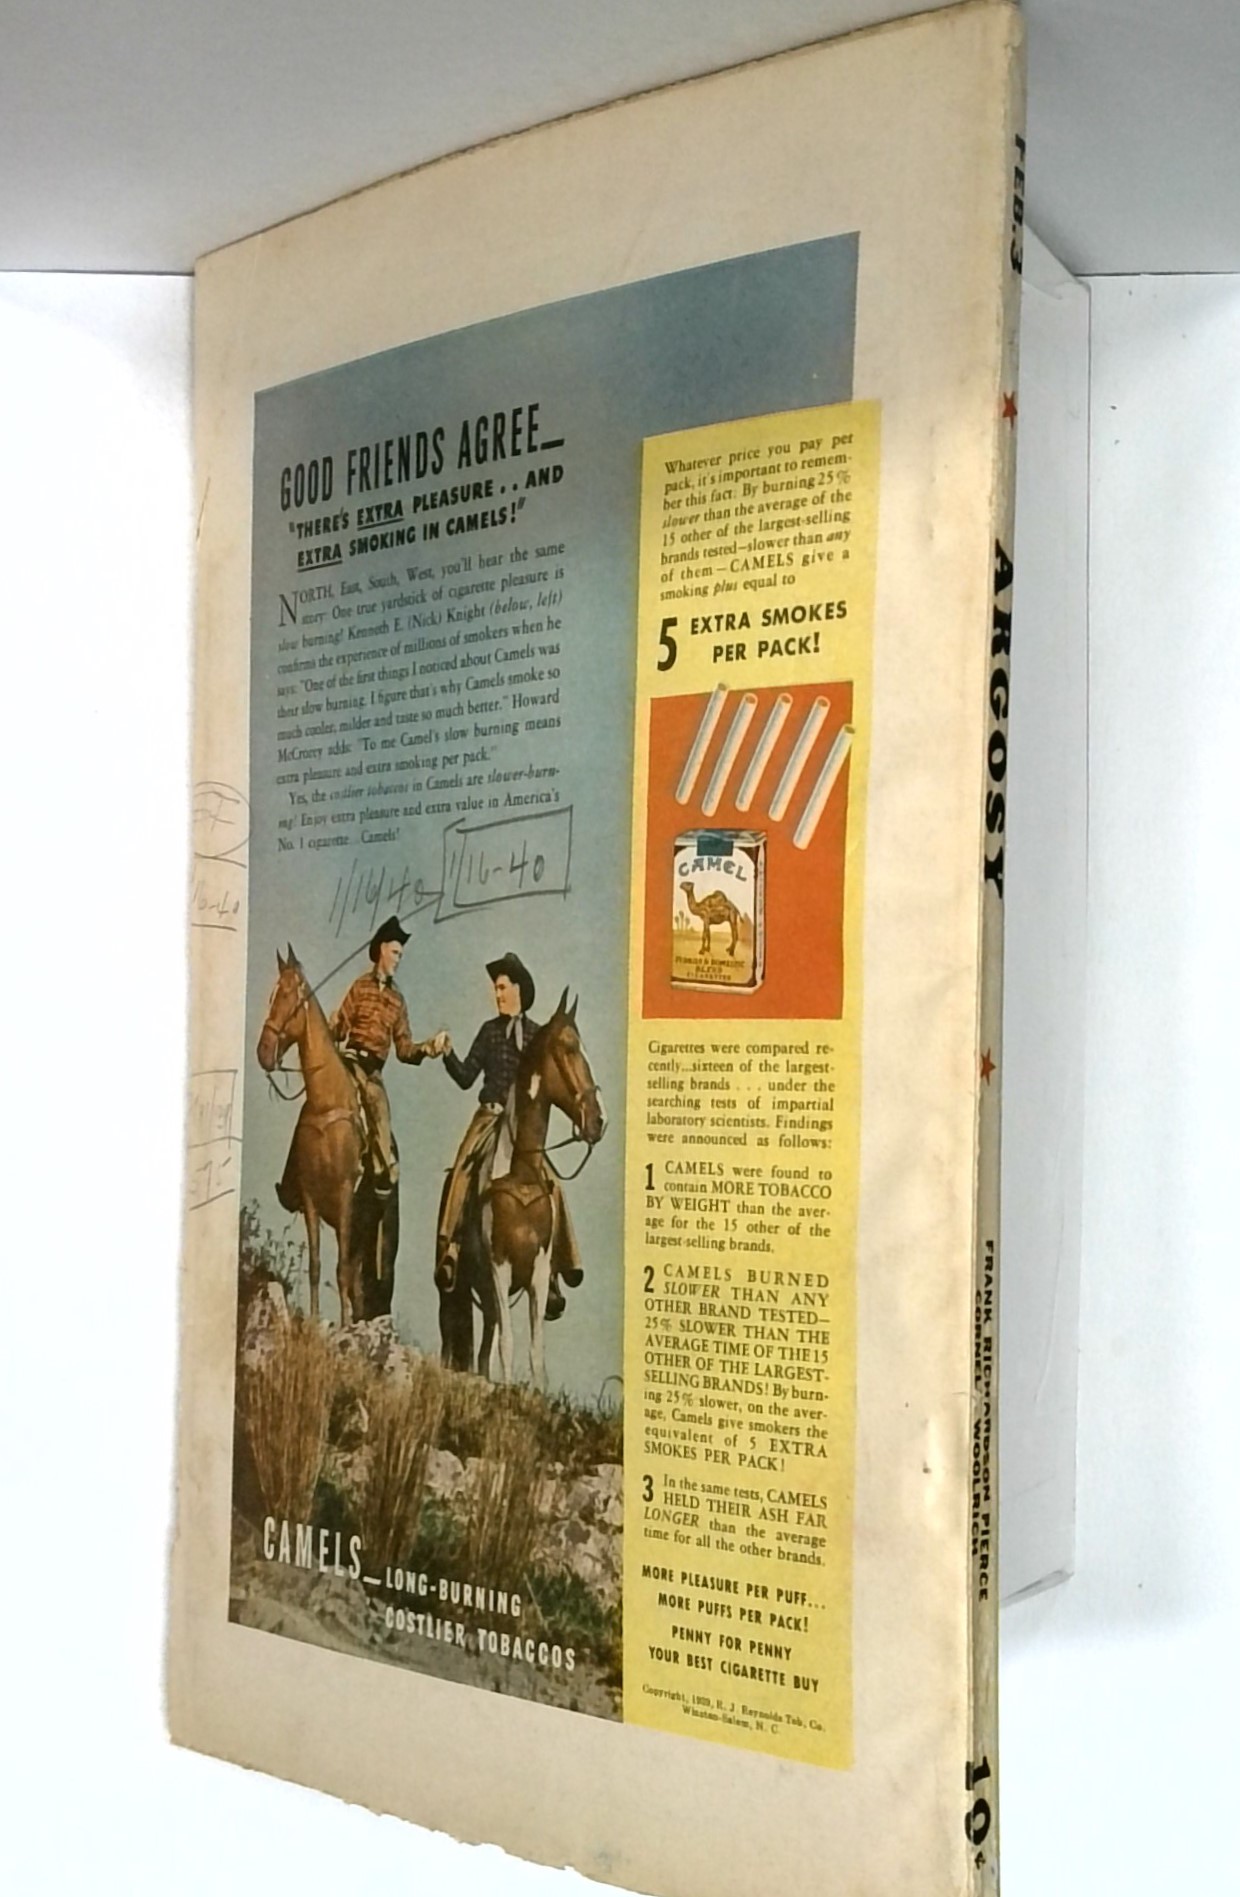 GOOD FRIENDS AGREE—
"THERE'S EXTRA PLEASURE . . AND
EXTRA SMOKING IN CAMELS!"
NORTH, East, South, West, you'll hear the same
story: One true yardstick of cigarette pleasure is
slow burning! Kenneth E. (Nick) Knight (below, left)
confirms the experience of millions of smokers when he
says: "One of the first things I noticed about Camels was
their slow burning. I figure that's why Camels smoke so
much cooler, milder and taste so much better." Howard
McCrorey adds: "To me Camel's slow burning means
extra pleasure and extra smoking per pack."
Yes, the costlier tobaccos in Camels are slower-burn-
ing! Enjoy extra pleasure and extra value in America's
No. 1 cigarette . . Camels!
1/16/40
1/16-40
CAMELS—LONG-BURNING
COSTLIER TOBACCOS
Whatever price you pay per
pack, it's important to remem-
ber this fact: By burning 25%
slower than the average of the
15 other of the largest-selling
brands tested—slower than any
of them—CAMELS give a
smoking plus equal to
5 EXTRA SMOKES
PER PACK!
CAMEL
TURKISH & DOMESTIC
BLEND
CIGARETTES
Cigarettes were compared re-
cently...sixteen of the largest-
selling brands . . . under the
searching tests of impartial
laboratory scientists. Findings
were announced as follows:
1 CAMELS were found to
contain MORE TOBACCO
BY WEIGHT than the aver-
age for the 15 other of the
largest-selling brands.
2 CAMELS BURNED
SLOWER THAN ANY
OTHER BRAND TESTED—
25% SLOWER THAN THE
AVERAGE TIME OF THE 15
OTHER OF THE LARGEST-
SELLING BRANDS! By burn-
ing 25% slower, on the aver-
age, Camels give smokers the
equivalent of 5 EXTRA
SMOKES PER PACK!
3 In the same tests, CAMELS
HELD THEIR ASH FAR
LONGER than the average
time for all the other brands.
MORE PLEASURE PER PUFF...
MORE PUFFS PER PACK!
PENNY FOR PENNY
YOUR BEST CIGARETTE BUY
Copyright, 1939, R. J. Reynolds Tob. Co.
Winston-Salem, N. C.
FEB. 3
ARGOSY
FRANK RICHARDSON PIERCE
CORNELL WOOLRICH
10¢